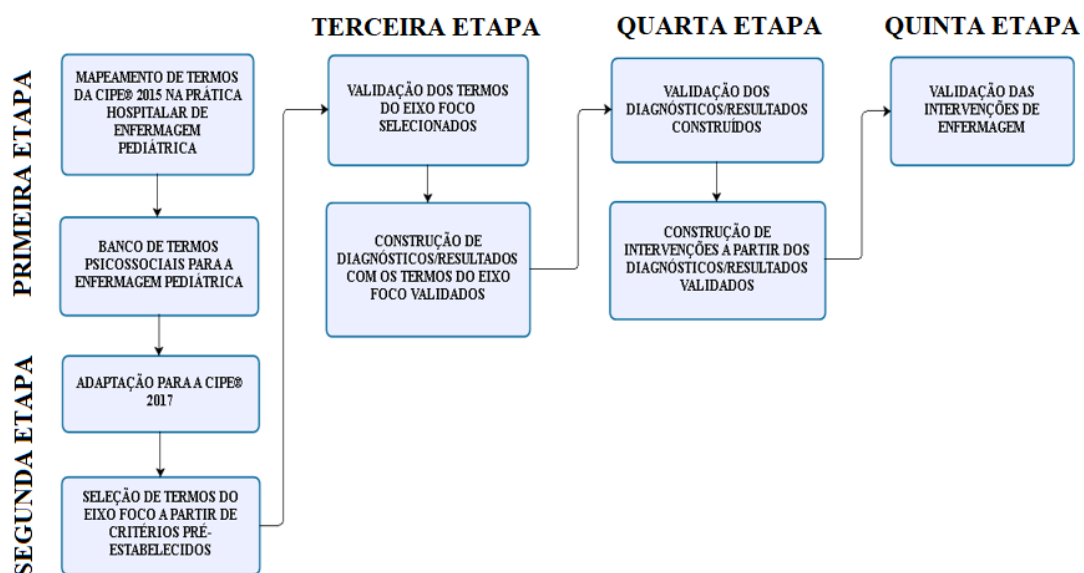 PRIMEIRA ETAPA
MAPEAMENTO DE TERMOS
DA CIPE® 2015 NA PRÁTICA
HOSPITALAR DE
ENFERMAGEM
PEDIÁTRICA
BANCO DE TERMOS
PSICOSSOCIAIS PARA A
ENFERMAGEM PEDIÁTRICA
SEGUNDA ETAPA
ADAPTAÇÃO PARA A CIPE®
2017
SELEÇÃO DE TERMOS DO
EIXO FOCO A PARTIR DE
CRITÉRIOS PRÉ-
ESTABELECIDOS
TERCEIRA ETAPA
VALIDAÇÃO DOS TERMOS
DO EIXO FOCO
SELECIONADOS
CONSTRUÇÃO DE
DIAGNÓSTICOS/RESULTADOS
COM OS TERMOS DO EIXO
FOCO VALIDADOS
QUARTA ETAPA
VALIDAÇÃO DOS
DIAGNÓSTICOS/RESULTADOS
CONSTRUÍDOS
CONSTRUÇÃO DE
INTERVENÇÕES A PARTIR DOS
DIAGNÓSTICOS/RESULTADOS
VALIDADOS
QUINTA ETAPA
VALIDAÇÃO DAS
INTERVENÇÕES DE
ENFERMAGEM